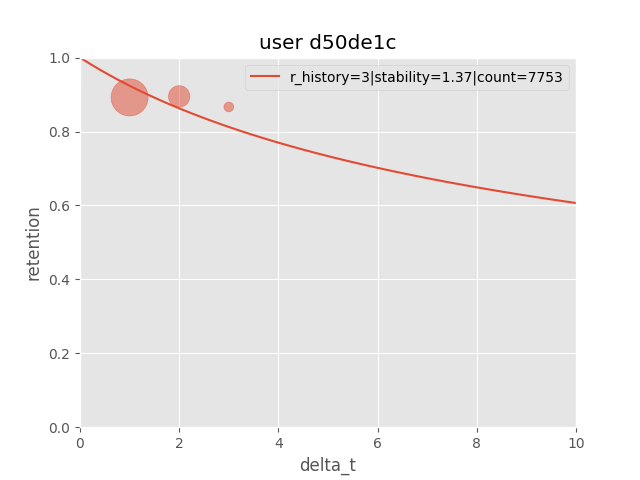 user d50de1c
r_history=3|stability=1.37|count=7753
retention
1.0
0.8
0.6
0.4
0.2
0.0
0 2 4 6 8 10
delta_t